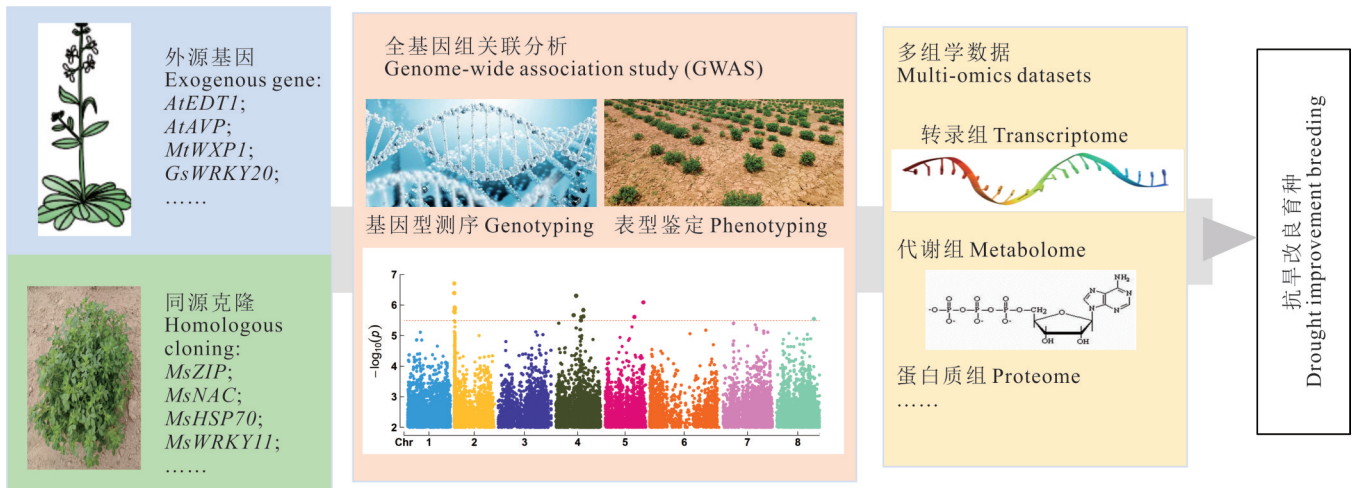 外源基因
Exogenous gene:
AtEDT1;
AtAVP;
MtWXP1;
GsWRKY20;
……
同源克隆
Homologous
cloning:
MsZIP;
MsNAC;
MsHSP70;
MsWRKY11;
……
全基因组关联分析
Genome-wide association study (GWAS)
基因型测序 Genotyping
表型鉴定 Phenotyping
−log10(p)
7
6
5
4
3
2
Chr 1 2 3 4 5 6 7 8
多组学数据
Multi-omics datasets
转录组 Transcriptome
代谢组 Metabolome
NH2
N N
N N
O O O
-O-P-O-P-O-P-O-CH2
O- O- O-
O
OH OH
蛋白质组 Proteome
……
抗旱改良育种
Drought improvement breeding